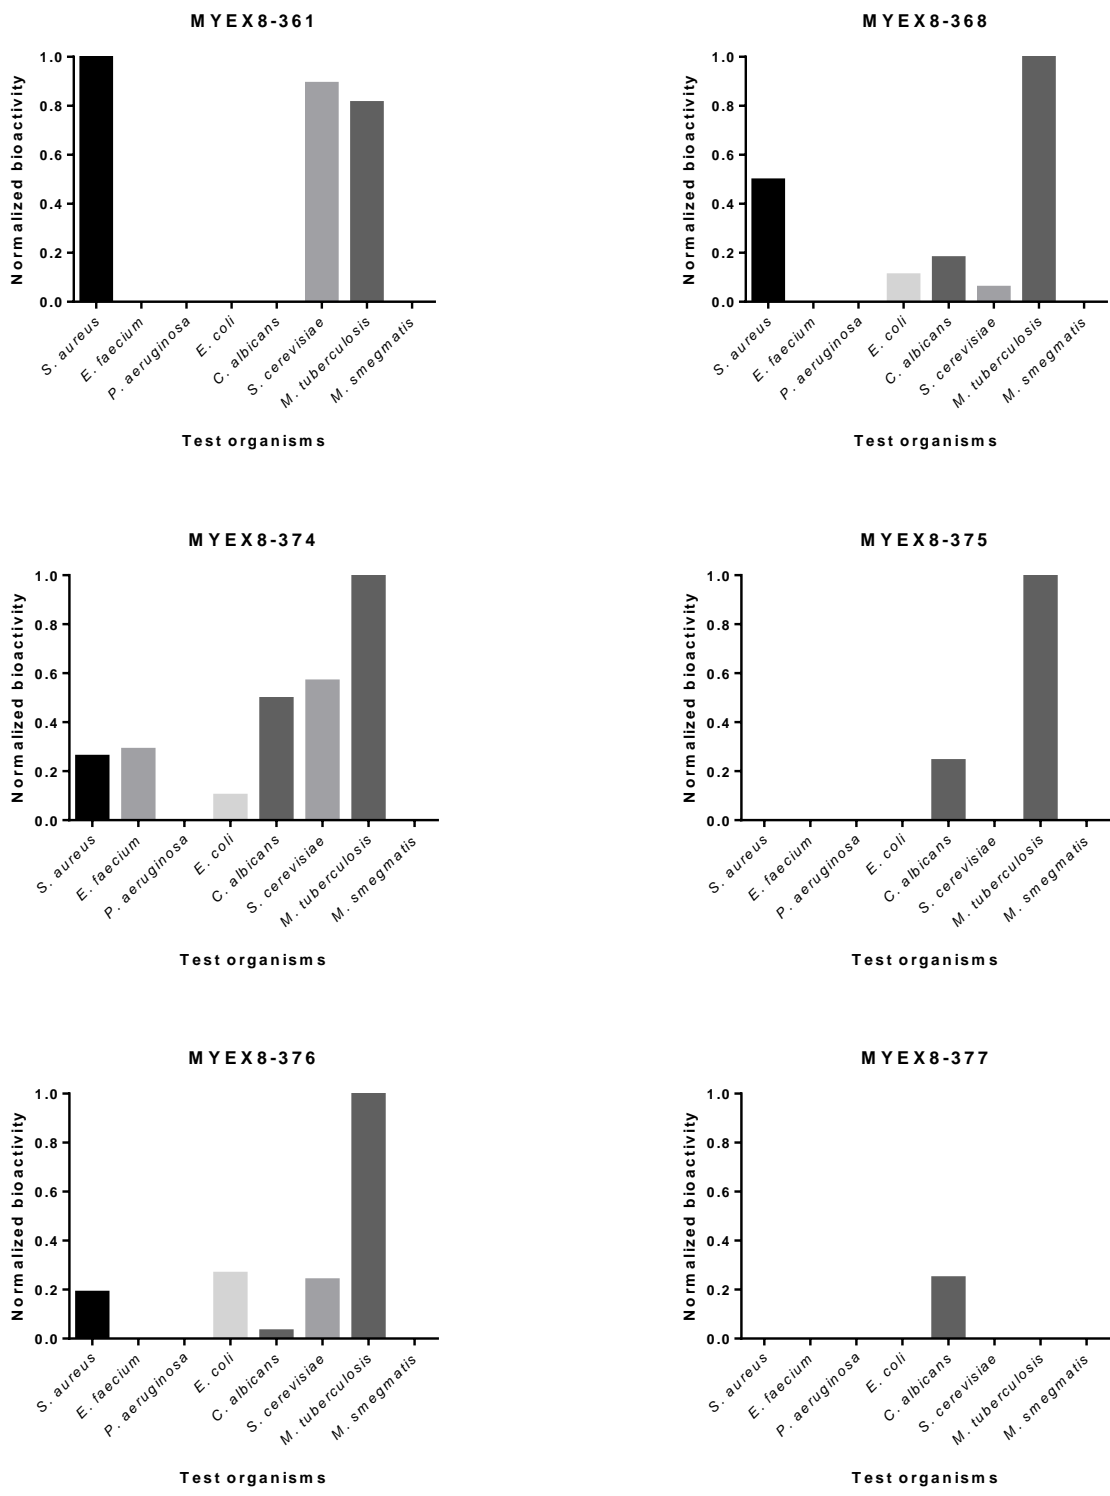 MYEX8-361
Normalized bioactivity
1.0
0.8
0.6
0.4
0.2
0.0
S. aureus
E. faecium
P. aeruginosa
E. coli
C. albicans
S. cerevisiae
M. tuberculosis
M. smegmatis
Test organisms
MYEX8-368
Normalized bioactivity
1.0
0.8
0.6
0.4
0.2
0.0
S. aureus
E. faecium
P. aeruginosa
E. coli
C. albicans
S. cerevisiae
M. tuberculosis
M. smegmatis
Test organisms
MYEX8-374
Normalized bioactivity
1.0
0.8
0.6
0.4
0.2
0.0
S. aureus
E. faecium
P. aeruginosa
E. coli
C. albicans
S. cerevisiae
M. tuberculosis
M. smegmatis
Test organisms
MYEX8-375
Normalized bioactivity
1.0
0.8
0.6
0.4
0.2
0.0
S. aureus
E. faecium
P. aeruginosa
E. coli
C. albicans
S. cerevisiae
M. tuberculosis
M. smegmatis
Test organisms
MYEX8-376
Normalized bioactivity
1.0
0.8
0.6
0.4
0.2
0.0
S. aureus
E. faecium
P. aeruginosa
E. coli
C. albicans
S. cerevisiae
M. tuberculosis
M. smegmatis
Test organisms
MYEX8-377
Normalized bioactivity
1.0
0.8
0.6
0.4
0.2
0.0
S. aureus
E. faecium
P. aeruginosa
E. coli
C. albicans
S. cerevisiae
M. tuberculosis
M. smegmatis
Test organisms